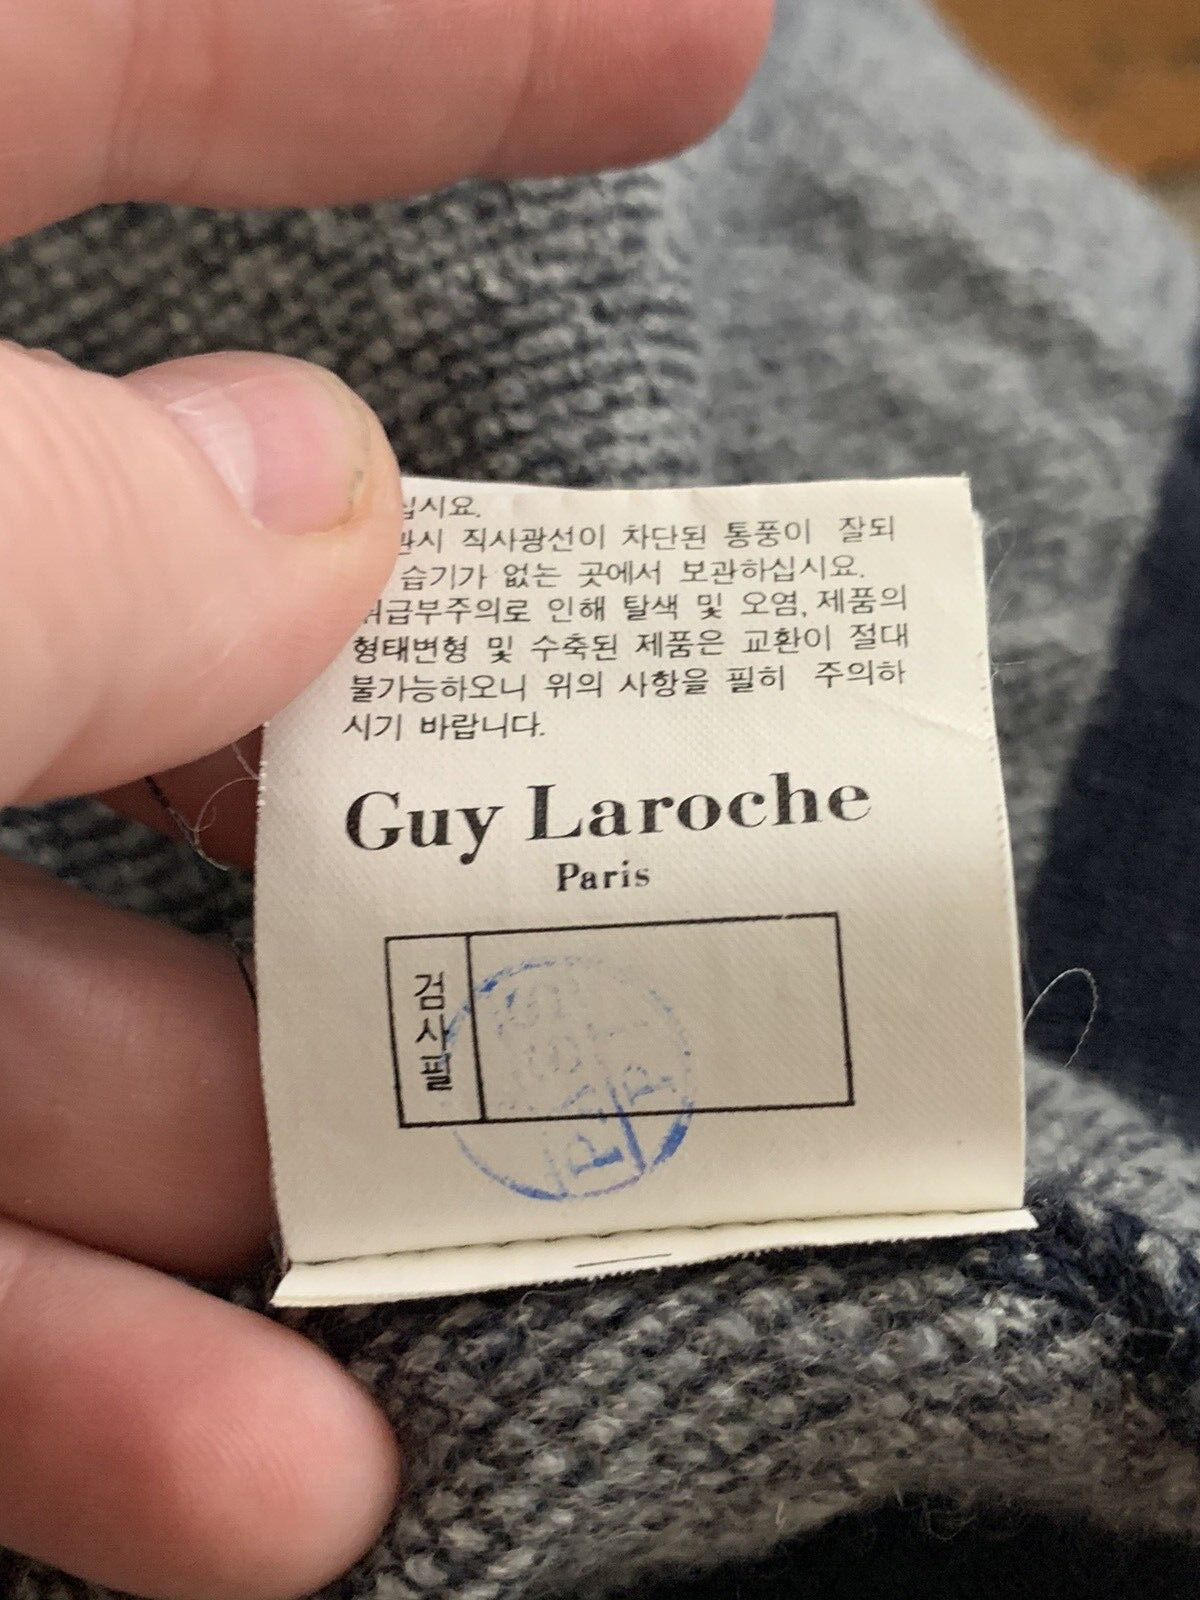 십시요.
관시 직사광선이 차단된 통풍이 잘되
습기가 없는 곳에서 보관하십시요.
취급부주의로 인해 탈색 및 오염, 제품의
형태변형 및 수축된 제품은 교환이 절대
불가능하오니 위의 사항을 필히 주의하
시기 바랍니다.
Guy Laroche
Paris
검사필